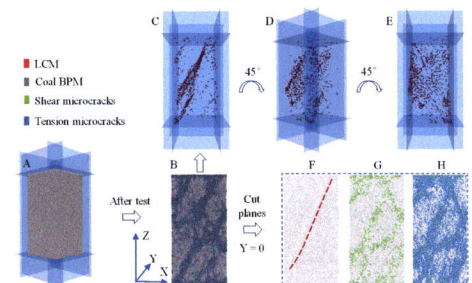 C
D
E
LCM
Coal BPM
Shear microcracks
Tension microcracks
45°
45°
A
B
F
G
H
After test
Cut
planes
Y = 0
Z
Y
X